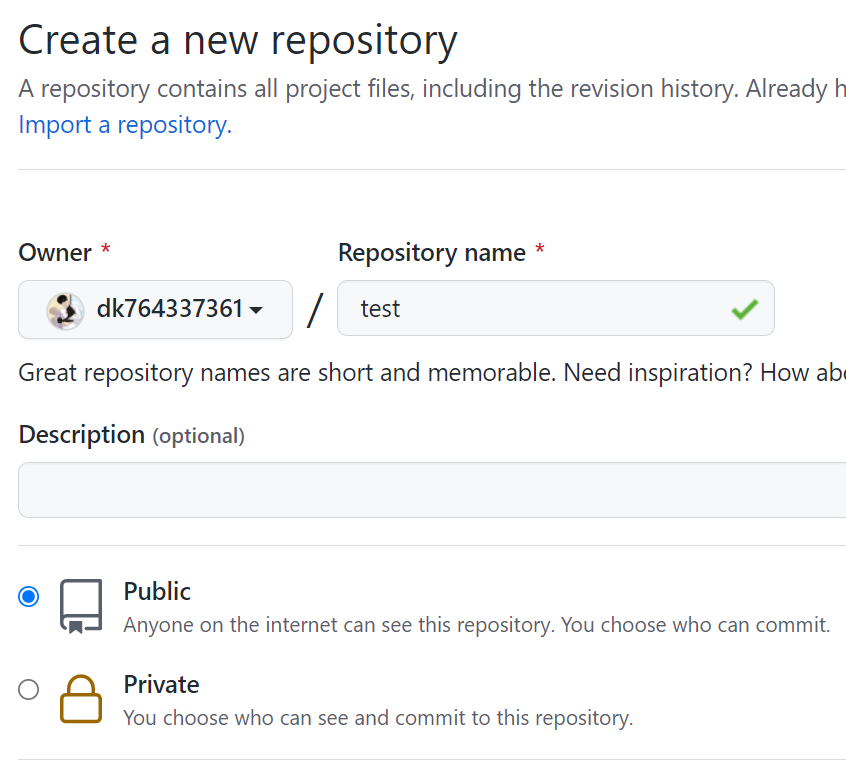 Create a new repository
A repository contains all project files, including the revision history. Already h
Import a repository.
Owner *
Repository name *
dk764337361
/
test
Great repository names are short and memorable. Need inspiration? How abo
Description (optional)
Public
Anyone on the internet can see this repository. You choose who can commit.
Private
You choose who can see and commit to this repository.